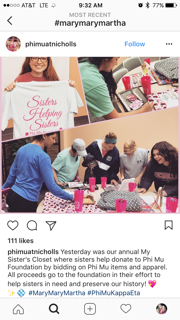 AT&T LTE 9:32 AM 77%
MOST RECENT
#marymarymartha
phimuatnicholls Follow
Sisters
Helping
Sisters
111 likes
phimuatnicholls Yesterday was our annual My
Sister's Closet where sisters help donate to Phi Mu
Foundation by bidding on Phi Mu items and apparel.
All proceeds go to the foundation in their effort to
help sisters in need and preserve our history! 💖
✨💠 #MaryMaryMartha #PhiMuKappaEta